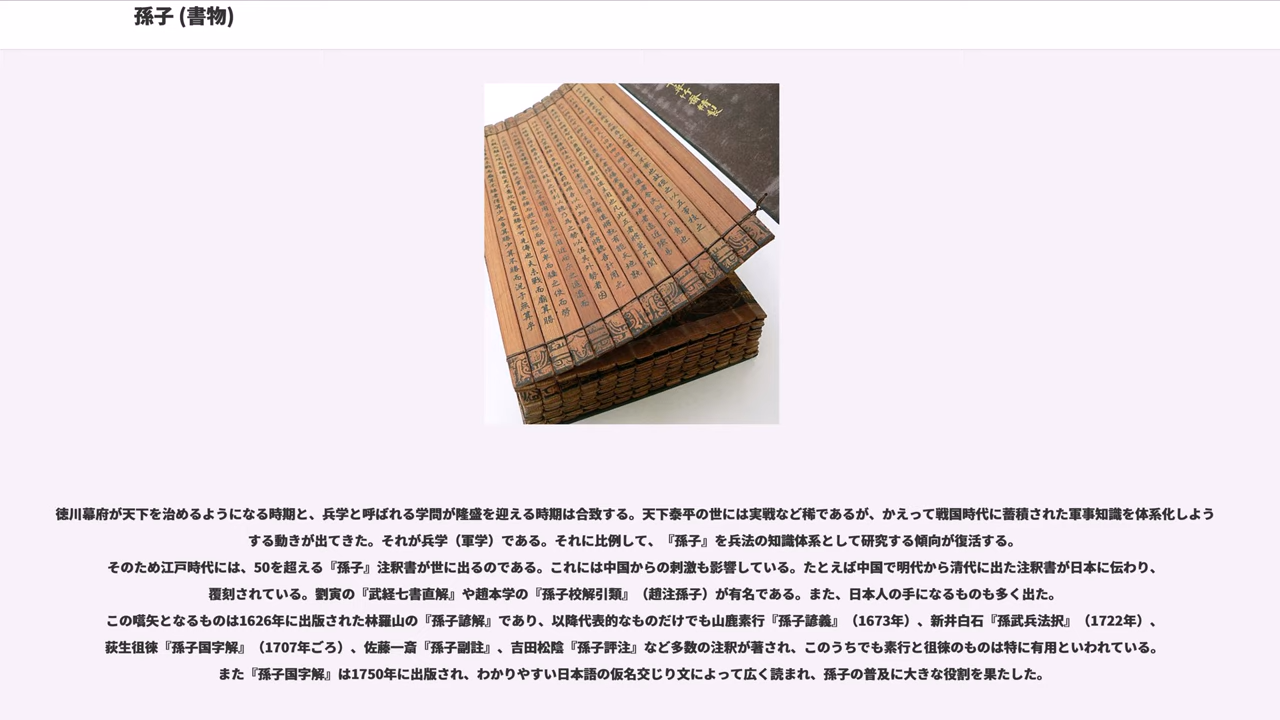 孫子 (書物)
徳川幕府が天下を治めるようになる時期と、兵学と呼ばれる学問が隆盛を迎える時期は合致する。天下泰平の世には実戦など稀であるが、かえって戦国時代に蓄積された軍事知識を体系化しよう
する動きが出てきた。それが兵学（軍学）である。それに比例して、『孫子』を兵法の知識体系として研究する傾向が復活する。
そのため江戸時代には、50を超える『孫子』注釈書が世に出るのである。これには中国からの刺激も影響している。たとえば中国で明代から清代に出た注釈書が日本に伝わり、
覆刻されている。劉寅の『武経七書直解』や趙本学の『孫子校解引類』（趙注孫子）が有名である。また、日本人の手になるものも多く出た。
この嚆矢となるものは1626年に出版された林羅山の『孫子諺解』であり、以降代表的なものだけでも山鹿素行『孫子諺義』（1673年）、新井白石『孫武兵法択』（1722年）、
荻生徂徠『孫子国字解』（1707年ごろ）、佐藤一斎『孫子副註』、吉田松陰『孫子評注』など多数の注釈が著され、このうちでも素行と徂徠のものは特に有用といわれている。
また『孫子国字解』は1750年に出版され、わかりやすい日本語の仮名交じり文によって広く読まれ、孫子の普及に大きな役割を果たした。